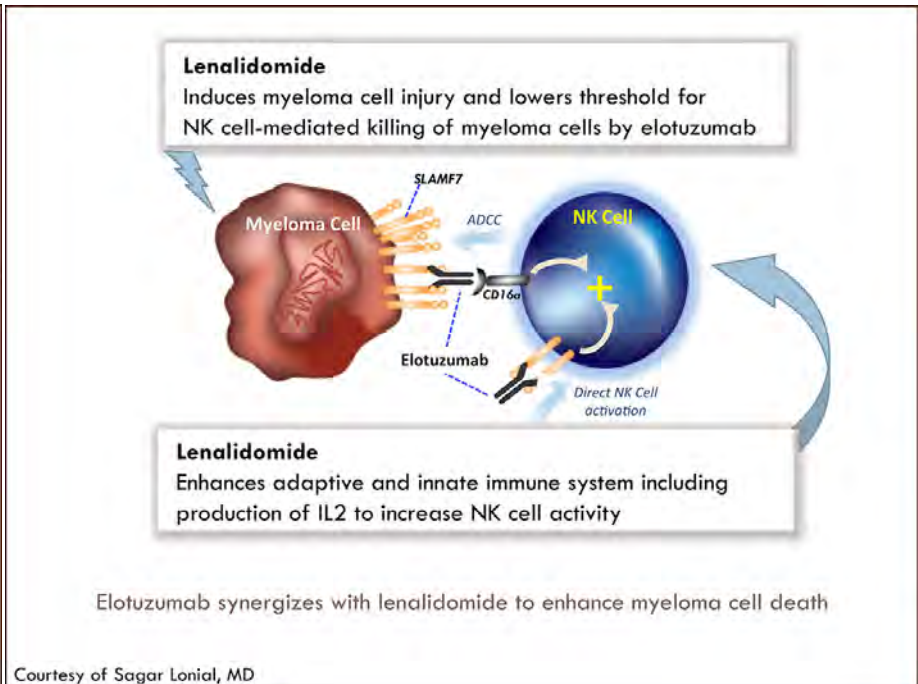 Lenalidomide
Induces myeloma cell injury and lowers threshold for
NK cell-mediated killing of myeloma cells by elotuzumab
SLAMF7
Myeloma Cell
ADCC
NK Cell
CD16a
+
Elotuzumab
Direct NK Cell
activation
Lenalidomide
Enhances adaptive and innate immune system including
production of IL2 to increase NK cell activity
Elotuzumab synergizes with lenalidomide to enhance myeloma cell death
Courtesy of Sagar Lonial, MD